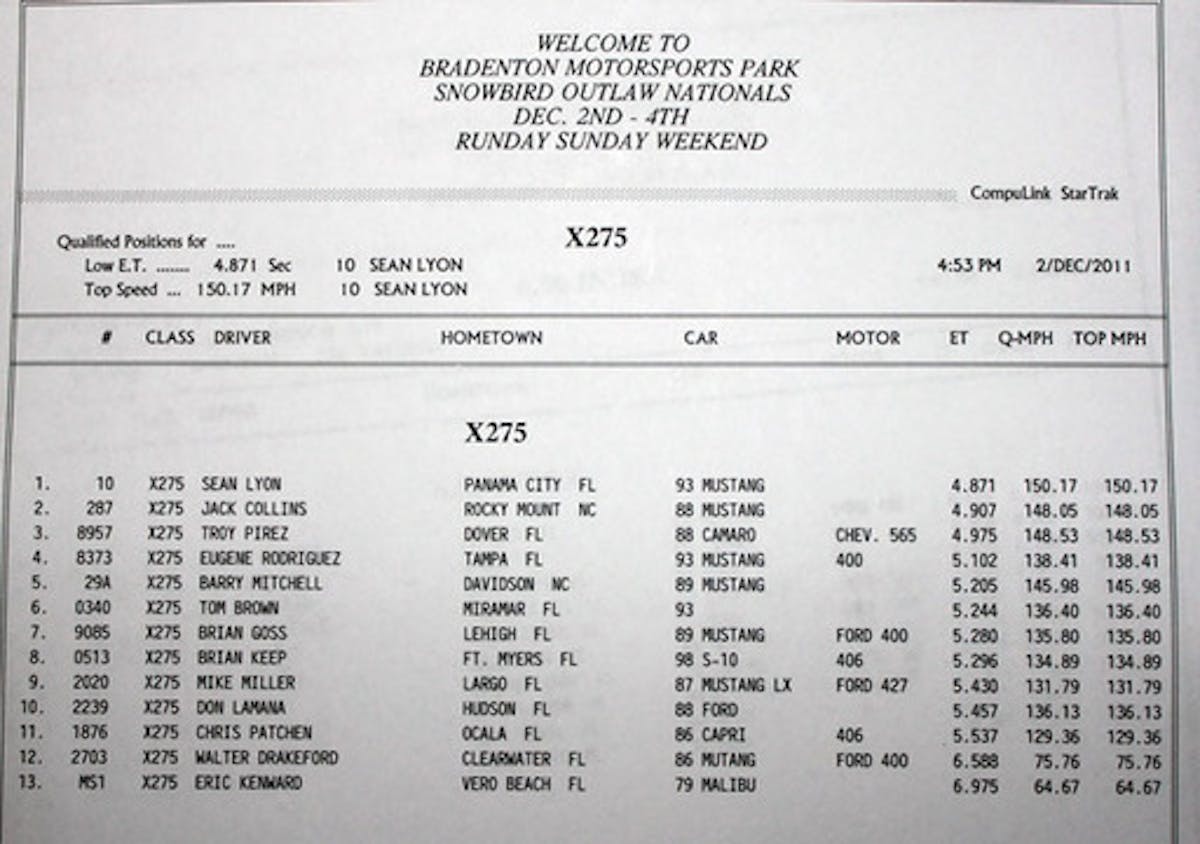 WELCOME TO
BRADENTON MOTORSPORTS PARK
SNOWBIRD OUTLAW NATIONALS
DEC. 2ND - 4TH
RUNDAY SUNDAY WEEKEND
CompuLink StarTrak
Qualified Positions for .... X275
Low E.T. ....... 4.871 Sec 10 SEAN LYON 4:53 PM 2/DEC/2011
Top Speed ... 150.17 MPH 10 SEAN LYON
# CLASS DRIVER HOMETOWN CAR MOTOR ET Q-MPH TOP MPH
X275
1. 10 X275 SEAN LYON PANAMA CITY FL 93 MUSTANG 4.871 150.17 150.17
2. 287 X275 JACK COLLINS ROCKY MOUNT NC 88 MUSTANG 4.907 148.05 148.05
3. 8957 X275 TROY PIREZ DOVER FL 88 CAMARO CHEV. 565 4.975 148.53 148.53
4. 8373 X275 EUGENE RODRIGUEZ TAMPA FL 93 MUSTANG 400 5.102 138.41 138.41
5. 29A X275 BARRY MITCHELL DAVIDSON NC 89 MUSTANG 5.205 145.98 145.98
6. 0340 X275 TOM BROWN MIRAMAR FL 93 5.244 136.40 136.40
7. 9085 X275 BRIAN GOSS LEHIGH FL 89 MUSTANG FORD 400 5.280 135.80 135.80
8. 0513 X275 BRIAN KEEP FT. MYERS FL 98 S-10 406 5.296 134.89 134.89
9. 2020 X275 MIKE MILLER LARGO FL 87 MUSTANG LX FORD 427 5.430 131.79 131.79
10. 2239 X275 DON LAMANA HUDSON FL 88 FORD 5.457 136.13 136.13
11. 1876 X275 CHRIS PATCHEN OCALA FL 86 CAPRI 406 5.537 129.36 129.36
12. 2703 X275 WALTER DRAKEFORD CLEARWATER FL 86 MUTANG FORD 400 6.588 75.76 75.76
13. MS1 X275 ERIC KENWARD VERO BEACH FL 79 MALIBU 6.975 64.67 64.67